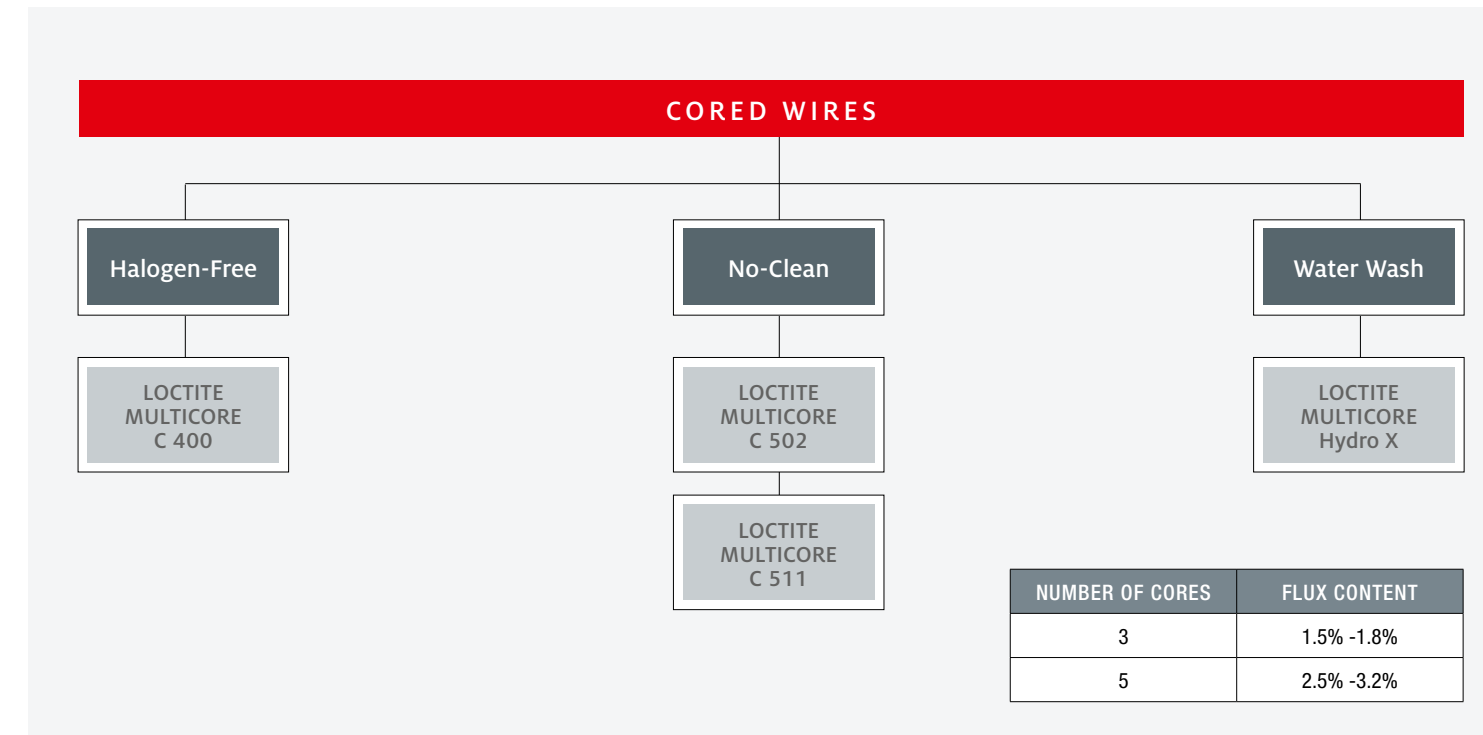 CORED WIRES
Halogen-Free
No-Clean
Water Wash
LOCTITE
MULTICORE
C 400
LOCTITE
MULTICORE
C 502
LOCTITE
MULTICORE
Hydro X
LOCTITE
MULTICORE
C 511
NUMBER OF CORES FLUX CONTENT
3 1.5% -1.8%
5 2.5% -3.2%